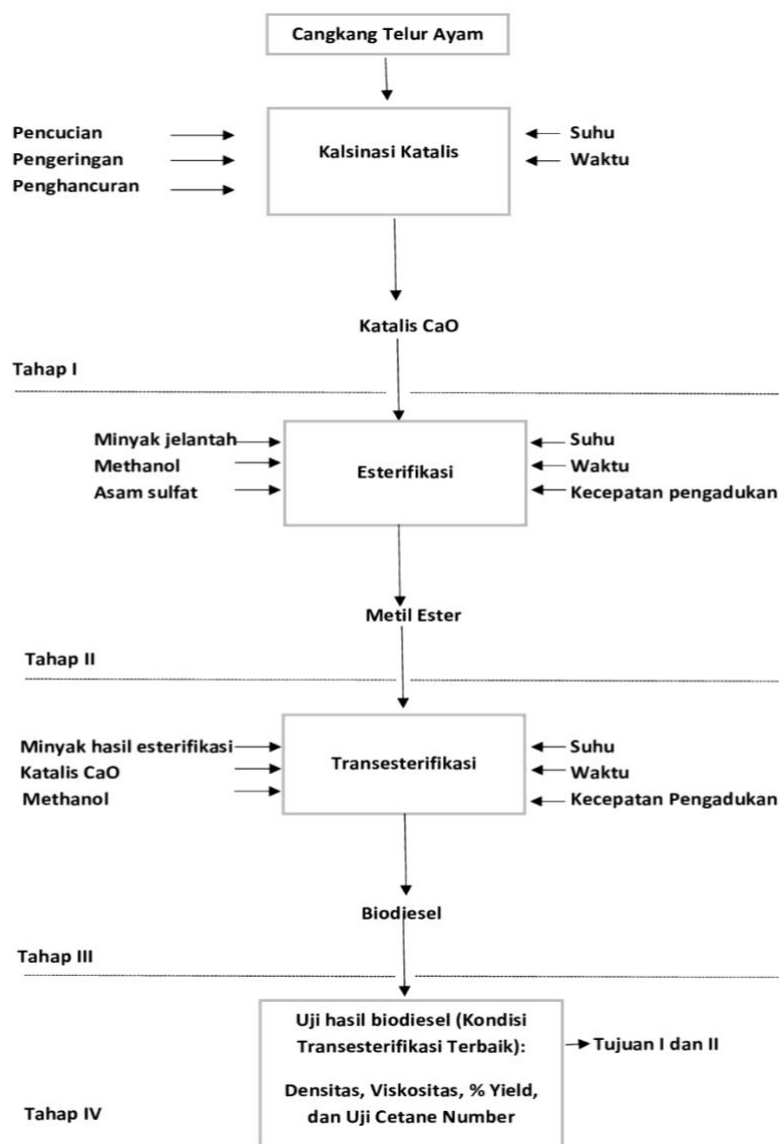 Cangkang Telur Ayam
Pencucian
Pengeringan
Penghancuran
Kalsinasi Katalis
Suhu
Waktu
Katalis CaO
Tahap I
Minyak jelantah
Methanol
Asam sulfat
Esterifikasi
Suhu
Waktu
Kecepatan pengadukan
Metil Ester
Tahap II
Minyak hasil esterifikasi
Katalis CaO
Methanol
Transesterifikasi
Suhu
Waktu
Kecepatan Pengadukan
Biodiesel
Tahap III
Uji hasil biodiesel (Kondisi
Transesterifikasi Terbaik):
Densitas, Viskositas, % Yield,
dan Uji Cetane Number
Tujuan I dan II
Tahap IV